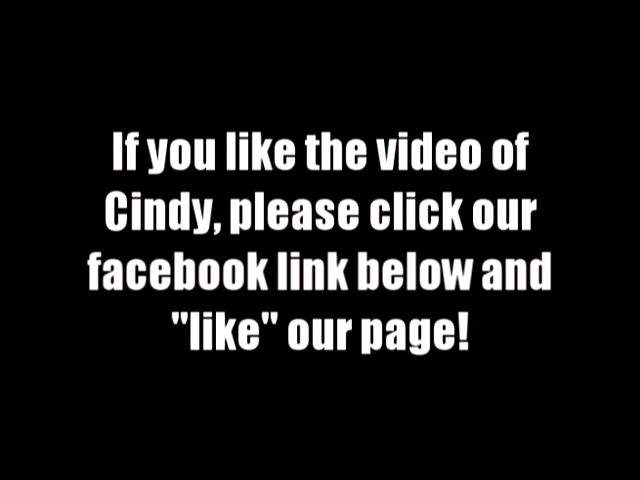 If you like the video of
Cindy, please click our
facebook link below and
"like" our page!